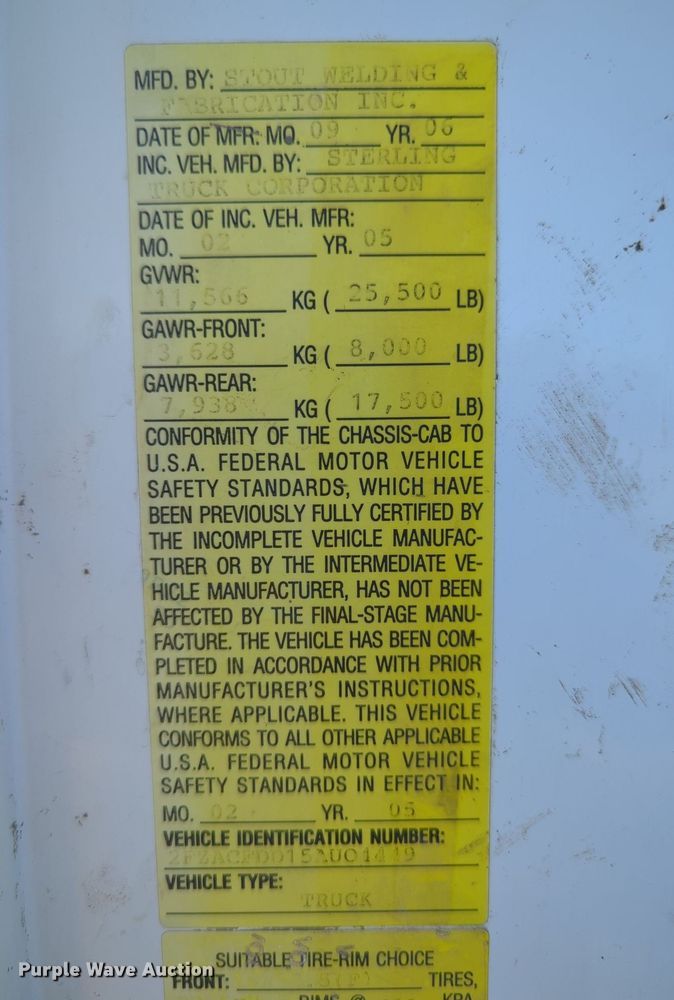 MFD. BY: STOUT WELDING &
FABRICATION INC.
DATE OF MFR: MO. 09 YR. 06
INC. VEH. MFD. BY: STERLING
TRUCK CORPORATION
DATE OF INC. VEH. MFR:
MO. 02 YR. 05
GVWR:
11,566 KG ( 25,500 LB)
GAWR-FRONT:
3,628 KG ( 8,000 LB)
GAWR-REAR:
7,938 KG ( 17,500 LB)
CONFORMITY OF THE CHASSIS-CAB TO
U.S.A. FEDERAL MOTOR VEHICLE
SAFETY STANDARDS, WHICH HAVE
BEEN PREVIOUSLY FULLY CERTIFIED BY
THE INCOMPLETE VEHICLE MANUFAC-
TURER OR BY THE INTERMEDIATE VE-
HICLE MANUFACTURER, HAS NOT BEEN
AFFECTED BY THE FINAL-STAGE MANU-
FACTURE. THE VEHICLE HAS BEEN COM-
PLETED IN ACCORDANCE WITH PRIOR
MANUFACTURER'S INSTRUCTIONS,
WHERE APPLICABLE. THIS VEHICLE
CONFORMS TO ALL OTHER APPLICABLE
U.S.A. FEDERAL MOTOR VEHICLE
SAFETY STANDARDS IN EFFECT IN:
MO. 02 YR. 05
VEHICLE IDENTIFICATION NUMBER:
VEHICLE TYPE:
TRUCK
SUITABLE TIRE-RIM CHOICE
FRONT: TIRES,
RIMS @ KPA
Purple Wave Auction